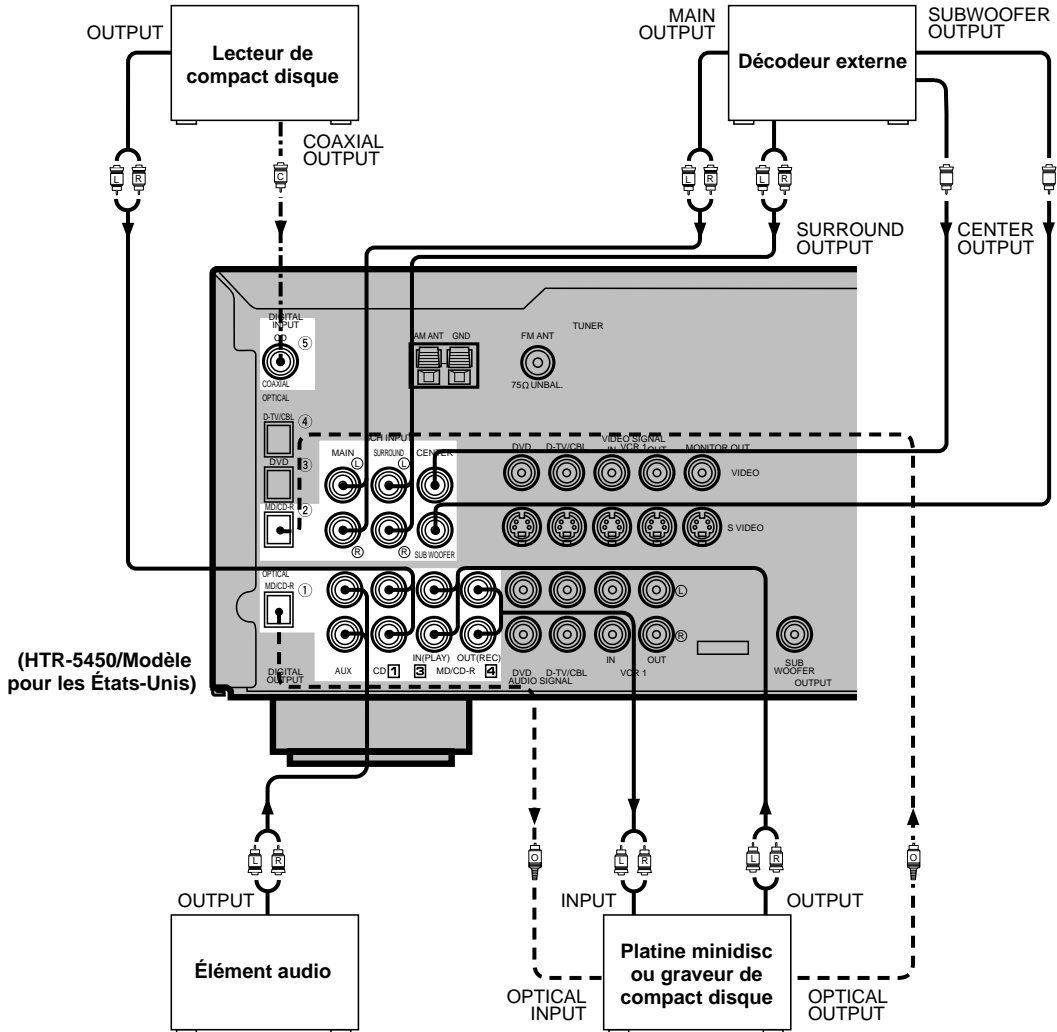 OUTPUT
Lecteur de
compact disque
COAXIAL
OUTPUT
C
MAIN
OUTPUT
SUBWOOFER
OUTPUT
Décodeur externe
L R
L R
L R
SURROUND
OUTPUT
CENTER
OUTPUT
DIGITAL
INPUT
CD
⑤
COAXIAL
OPTICAL
D-TV/CBL
④
DVD
③
MD/CD-R
②
OPTICAL
MD/CD-R
①
DIGITAL
OUTPUT
AM ANT GND
FM ANT
TUNER
75Ω UNBAL.
CH INPUT
MAIN
SURROUND
CENTER
L L
R R
SUB WOOFER
VIDEO SIGNAL
DVD D-TV/CBL IN VCR 1 OUT MONITOR OUT
VIDEO
S VIDEO
L
R
AUX CD 1 IN(PLAY) 3 MD/CD-R OUT(REC) 4
DVD D-TV/CBL IN VCR 1 OUT
AUDIO SIGNAL
SUB
WOOFER
OUTPUT
(HTR-5450/Modèle
pour les États-Unis)
L R
OUTPUT
Élément audio
O
L R
L R
O
INPUT
OUTPUT
Platine minidisc
ou graveur de
compact disque
OPTICAL
INPUT
OPTICAL
OUTPUT